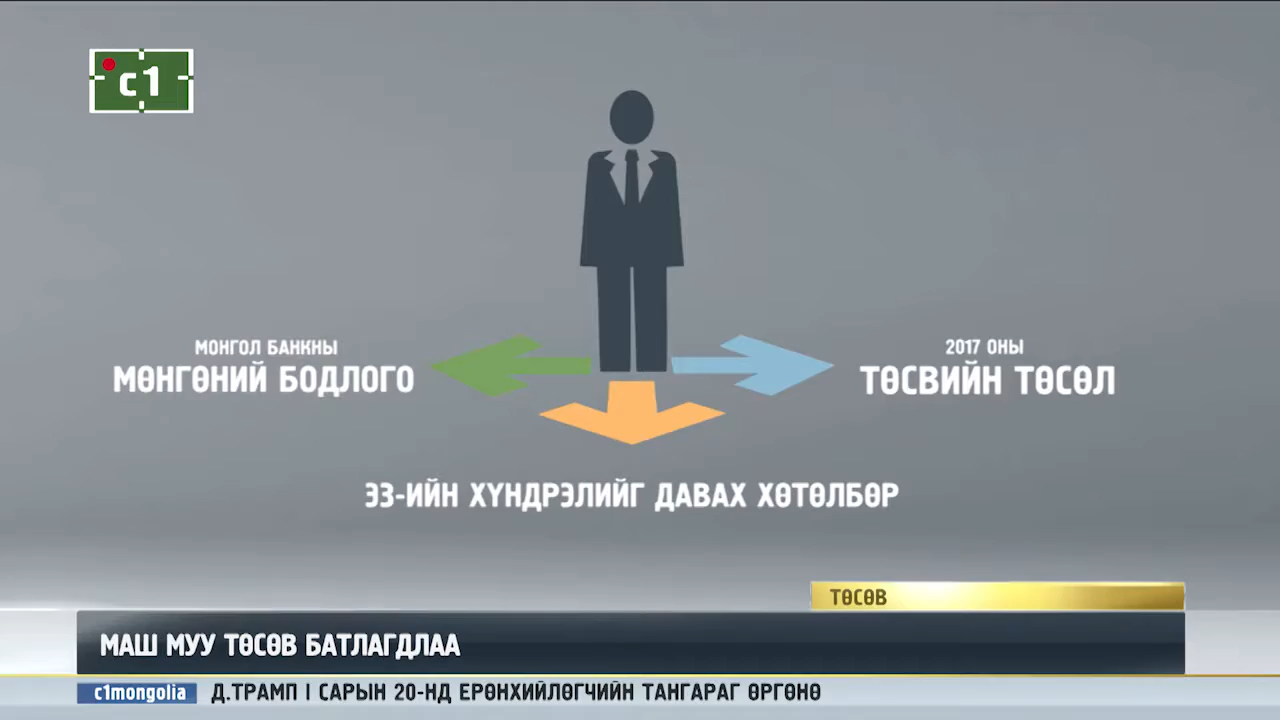 c1
МОНГОЛ БАНКНЫ
МӨНГӨНИЙ БОДЛОГО
2017 ОНЫ
ТӨСВИЙН ТӨСӨЛ
ЭЗ-ИЙН ХҮНДРЭЛИЙГ ДАВАХ ХӨТӨЛБӨР
ТӨСӨВ
МАШ МУУ ТӨСӨВ БАТЛАГДЛАА
c1mongolia Д.ТРАМП I САРЫН 20-НД ЕРӨНХИЙЛӨГЧИЙН ТАНГАРАГ ӨРГӨНӨ